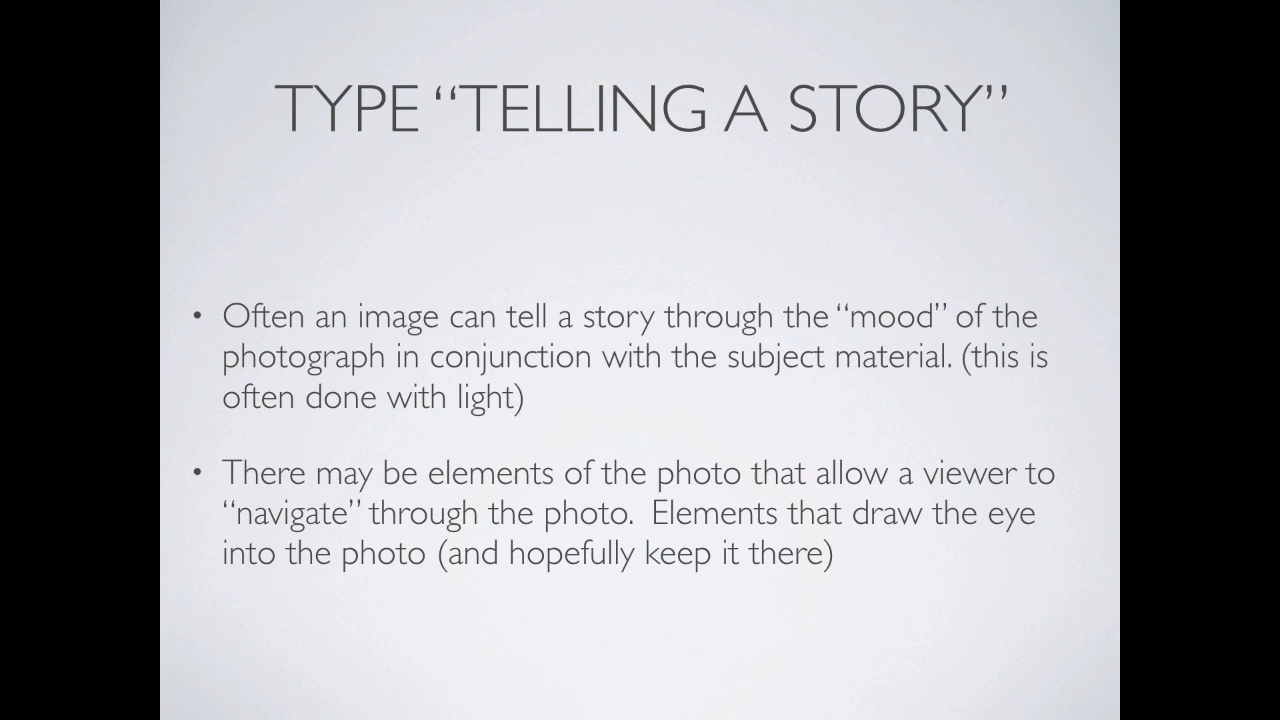 TYPE “TELLING A STORY”
• Often an image can tell a story through the “mood” of the
photograph in conjunction with the subject material. (this is
often done with light)
• There may be elements of the photo that allow a viewer to
“navigate” through the photo.  Elements that draw the eye
into the photo (and hopefully keep it there)